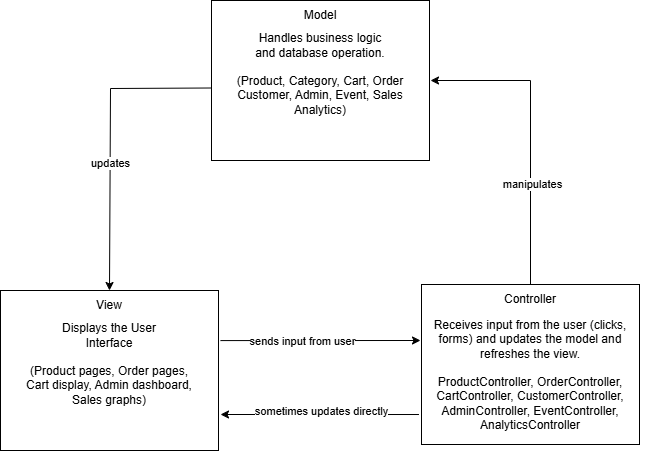 Model
Handles business logic
and database operation.
(Product, Category, Cart, Order
Customer, Admin, Event, Sales
Analytics)
updates
manipulates
View
Displays the User
Interface
(Product pages, Order pages,
Cart display, Admin dashboard,
Sales graphs)
sends input from user
sometimes updates directly
Controller
Receives input from the user (clicks,
forms) and updates the model and
refreshes the view.
ProductController, OrderController,
CartController, CustomerController,
AdminController, EventController,
AnalyticsController